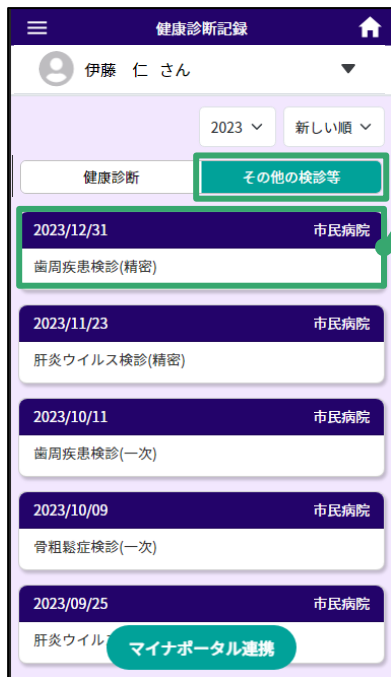 健康診断記録
伊藤 仁 さん
2023 新しい順
健康診断 その他の検診等
2023/12/31 市民病院
歯周疾患検診(精密)
2023/11/23 市民病院
肝炎ウイルス検診(精密)
2023/10/11 市民病院
歯周疾患検診(一次)
2023/10/09 市民病院
骨粗鬆症検診(一次)
2023/09/25 市民病院
肝炎ウイル
マイナポータル連携